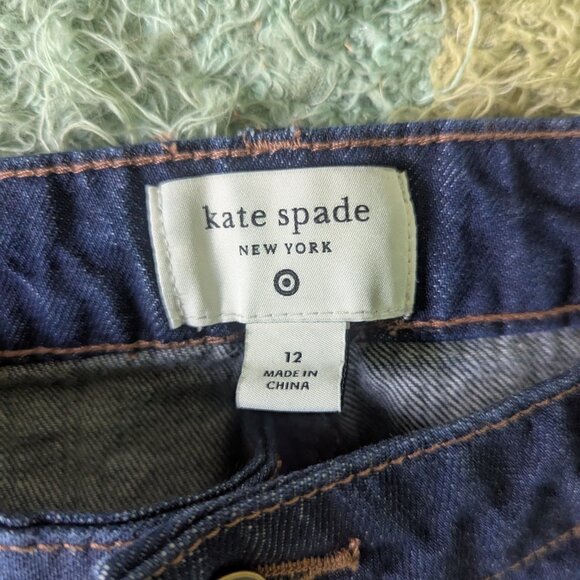 kate spade
NEW YORK
12
MADE IN
CHINA